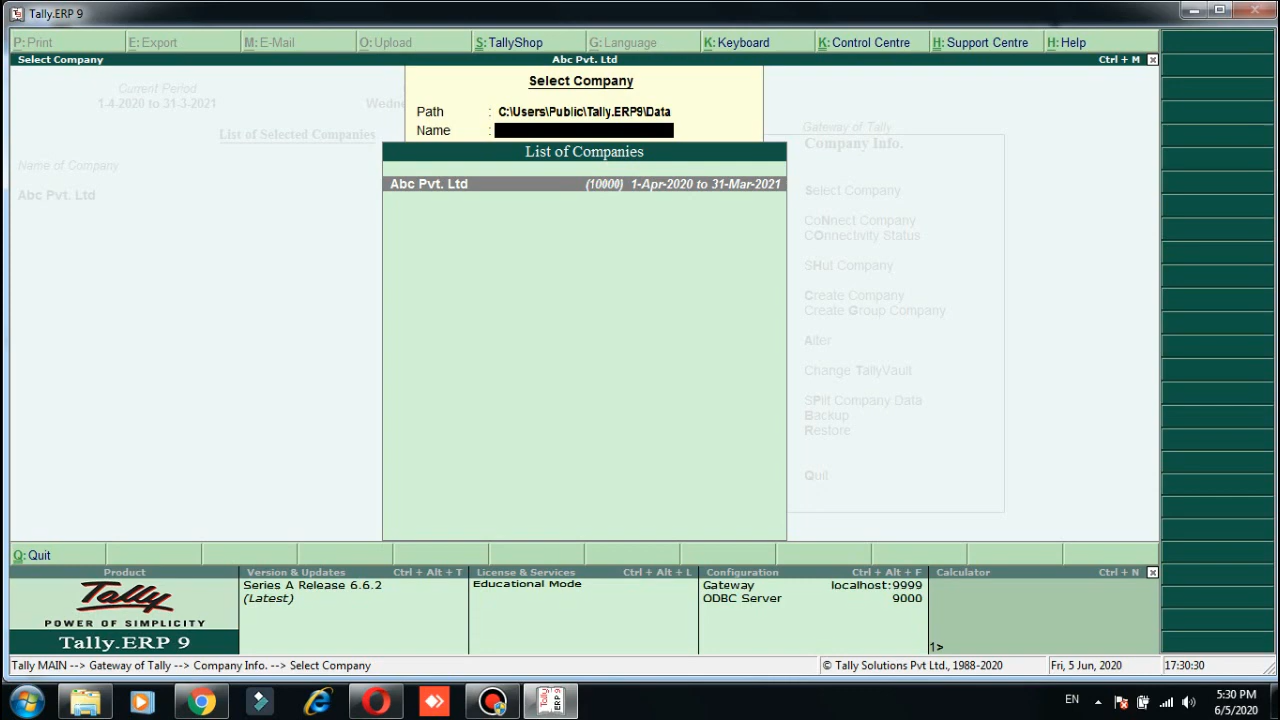 Tally.ERP 9
P: Print E: Export M: E-Mail O: Upload S: TallyShop G: Language K: Keyboard K: Control Centre H: Support Centre H: Help
Select Company Abc Pvt. Ltd Ctrl + M
Select Company
Current Period
1-4-2020 to 31-3-2021
Path : C:\Users\Public\Tally.ERP9\Data
Name :
List of Selected Companies
Name of Company
Abc Pvt. Ltd
List of Companies
Abc Pvt. Ltd (10000) 1-Apr-2020 to 31-Mar-2021
Gateway of Tally
Company Info.
Select Company
CoNnect Company
COnnectivity Status
SHut Company
Create Company
Create Group Company
Alter
Change TallyVault
SPlit Company Data
Backup
Restore
Quit
Q: Quit
Product
Tally
POWER OF SIMPLICITY
Tally.ERP 9
Version & Updates Ctrl + Alt + T
Series A Release 6.6.2
(Latest)
License & Services Ctrl + Alt + L
Educational Mode
Configuration Ctrl + Alt + F
Gateway localhost:9999
ODBC Server 9000
Calculator Ctrl + N
1>
Tally MAIN --> Gateway of Tally --> Company Info. --> Select Company © Tally Solutions Pvt Ltd., 1988-2020 Fri, 5 Jun, 2020 17:30:30
Tally ERP 9
EN
5:30 PM
6/5/2020